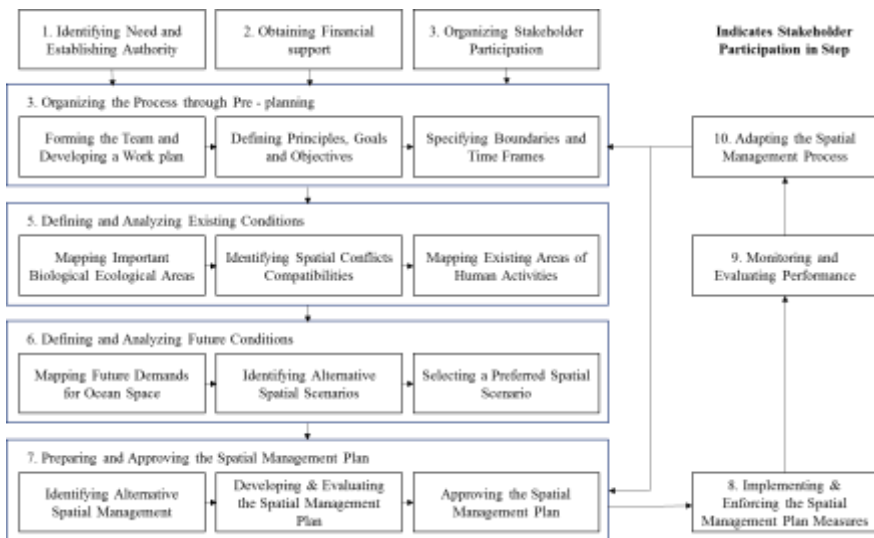 1. Identifying Need and
Establishing Authority
2. Obtaining Financial
support
3. Organizing Stakeholder
Participation
Indicates Stakeholder
Participation in Step
3. Organizing the Process through Pre - planning
Forming the Team and
Developing a Work plan
Defining Principles, Goals
and Objectives
Specifying Boundaries and
Time Frames
10. Adapting the Spatial
Management Process
5. Defining and Analyzing Existing Conditions
Mapping Important
Biological Ecological Areas
Identifying Spatial Conflicts
Compatibilities
Mapping Existing Areas of
Human Activities
9. Monitoring and
Evaluating Performance
6. Defining and Analyzing Future Conditions
Mapping Future Demands
for Ocean Space
Identifying Alternative
Spatial Scenarios
Selecting a Preferred Spatial
Scenario
7. Preparing and Approving the Spatial Management Plan
Identifying Alternative
Spatial Management
Developing & Evaluating
the Spatial Management
Plan
Approving the Spatial
Management Plan
8. Implementing &
Enforcing the Spatial
Management Plan Measures